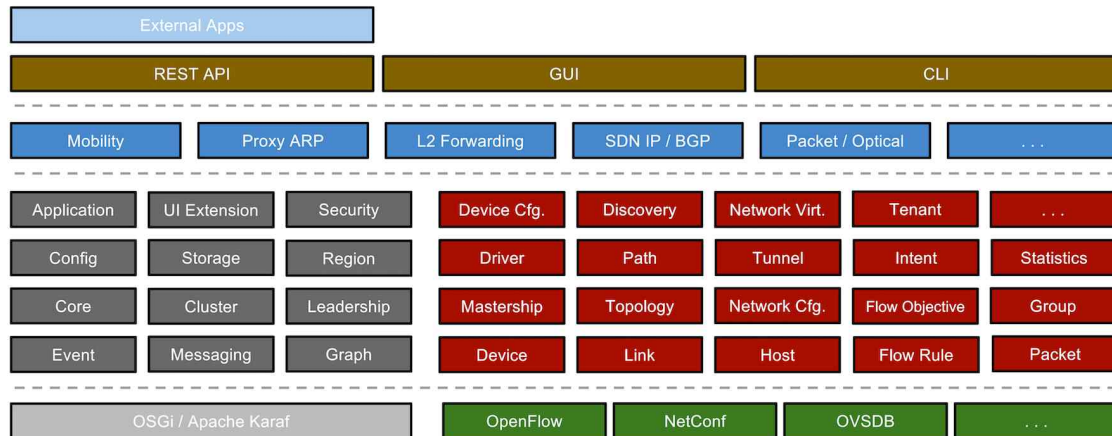 External Apps
REST API GUI CLI
Mobility Proxy ARP L2 Forwarding SDN IP / BGP Packet / Optical . . .
Application UI Extension Security Device Cfg. Discovery Network Virt. Tenant . . .
Config Storage Region Driver Path Tunnel Intent Statistics
Core Cluster Leadership Mastership Topology Network Cfg. Flow Objective Group
Event Messaging Graph Device Link Host Flow Rule Packet
OSGi / Apache Karaf OpenFlow NetConf OVSDB . . .